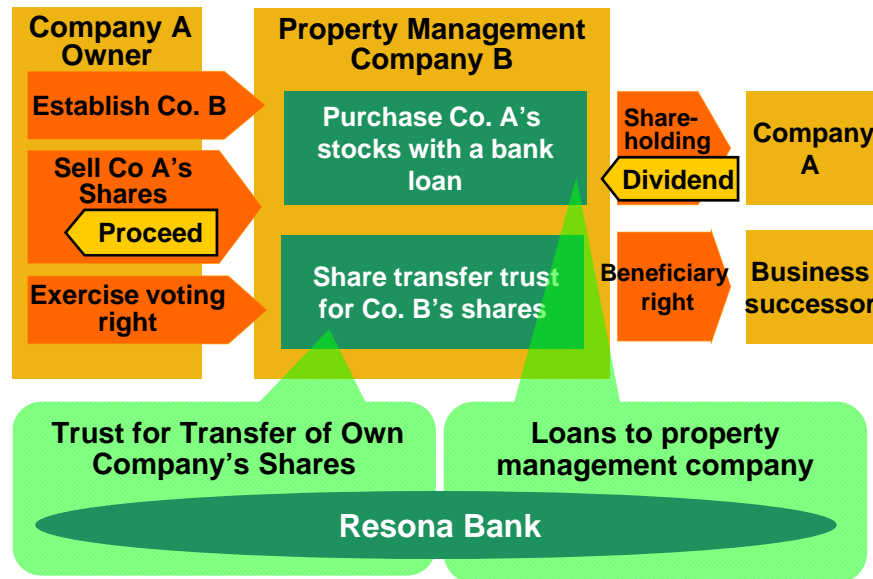 Company A
Owner
Property Management
Company B
Establish Co. B
Sell Co A's
Shares
Proceed
Exercise voting
right
Purchase Co. A's
stocks with a bank
loan
Share transfer trust
for Co. B's shares
Share-
holding
Dividend
Company
A
Beneficiary
right
Business
successor
Trust for Transfer of Own
Company's Shares
Loans to property
management company
Resona Bank